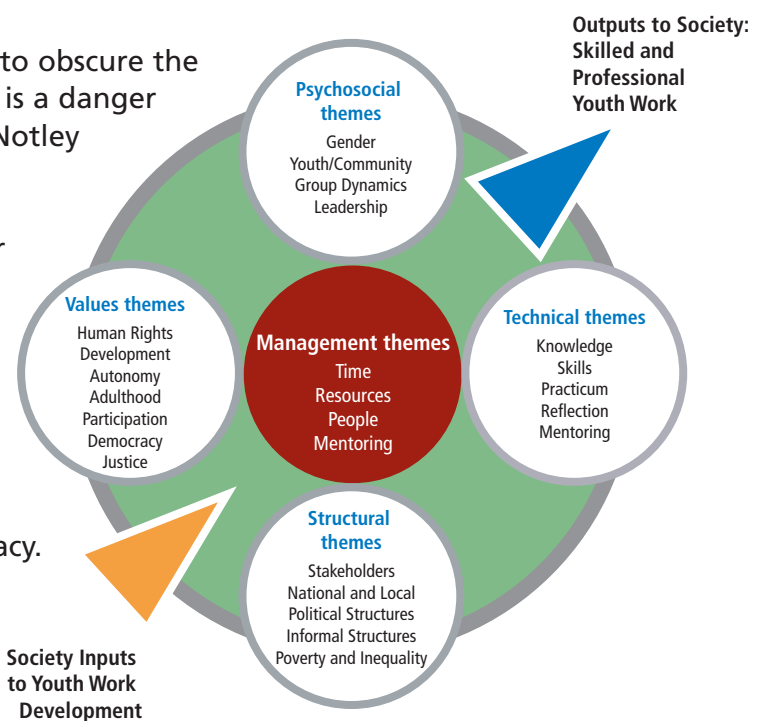 to obscure the
is a danger
Notley
r
acy.
Outputs to Society:
Skilled and
Professional
Youth Work
Psychosocial
themes
Gender
Youth/Community
Group Dynamics
Leadership
Values themes
Human Rights
Development
Autonomy
Adulthood
Participation
Democracy
Justice
Management themes
Time
Resources
People
Mentoring
Technical themes
Knowledge
Skills
Practicum
Reflection
Mentoring
Structural
themes
Stakeholders
National and Local
Political Structures
Informal Structures
Poverty and Inequality
Society Inputs
to Youth Work
Development